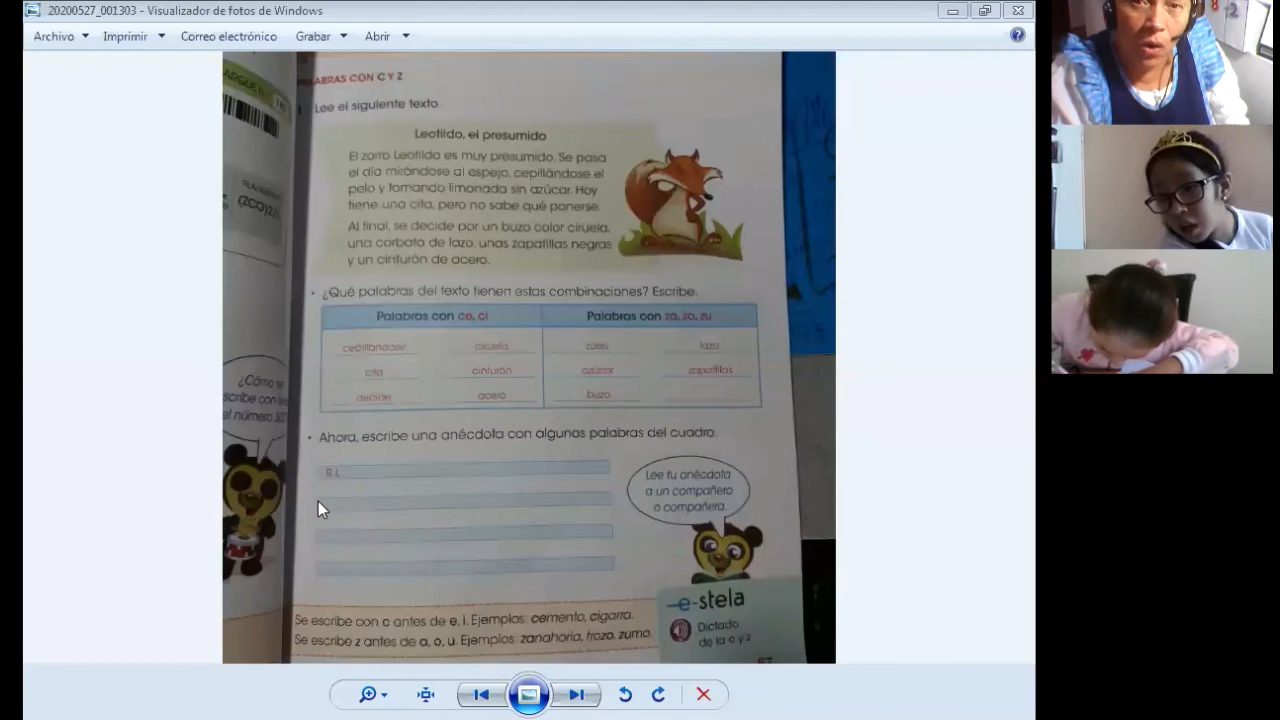 20200527_001303 - Visualizador de fotos de Windows
Archivo Imprimir Correo electrónico Grabar Abrir
PALABRAS CON C Y Z
Lee el siguiente texto.
Leotildo, el presumido
El zorro Leotildo es muy presumido. Se pasa
el día mirándose al espejo, cepillándose el
pelo y tomando limonada sin azúcar. Hoy
tiene una cita, pero no sabe qué ponerse.
Al final, se decide por un buzo color ciruela,
una corbata de lazo, unas zapatillas negras
y un cinturón de acero.
• ¿Qué palabras del texto tienen estas combinaciones? Escribe.
Palabras con ce, ci Palabras con za, zo, zu
cepillándose ciruela lazo
cita cinturón azúcar zapatillas
decide acero buzo
• Ahora, escribe una anécdota con algunas palabras del cuadro.
R.L.
Lee tu anécdota
a un compañero
o compañera.
¿Cómo se
escribe con
el número
Se escribe con c antes de e, i. Ejemplos: cemento, cigarra.
Se escribe z antes de a, o, u. Ejemplos: zanahoria, trozo, zumo.
e-stela
Dictado
de la c y z
67